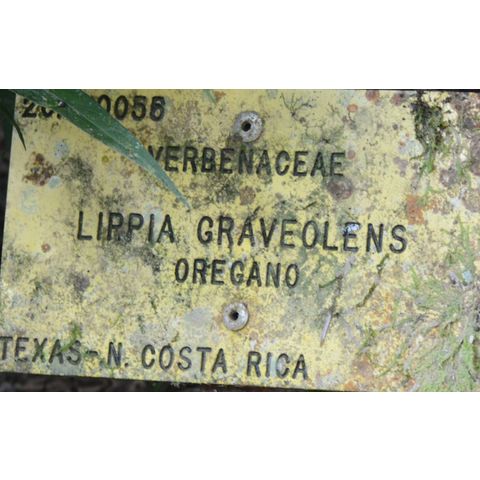 VERBENACEAE
LIPPIA GRAVEOLENS
OREGANO
TEXAS-N. COSTA RICA